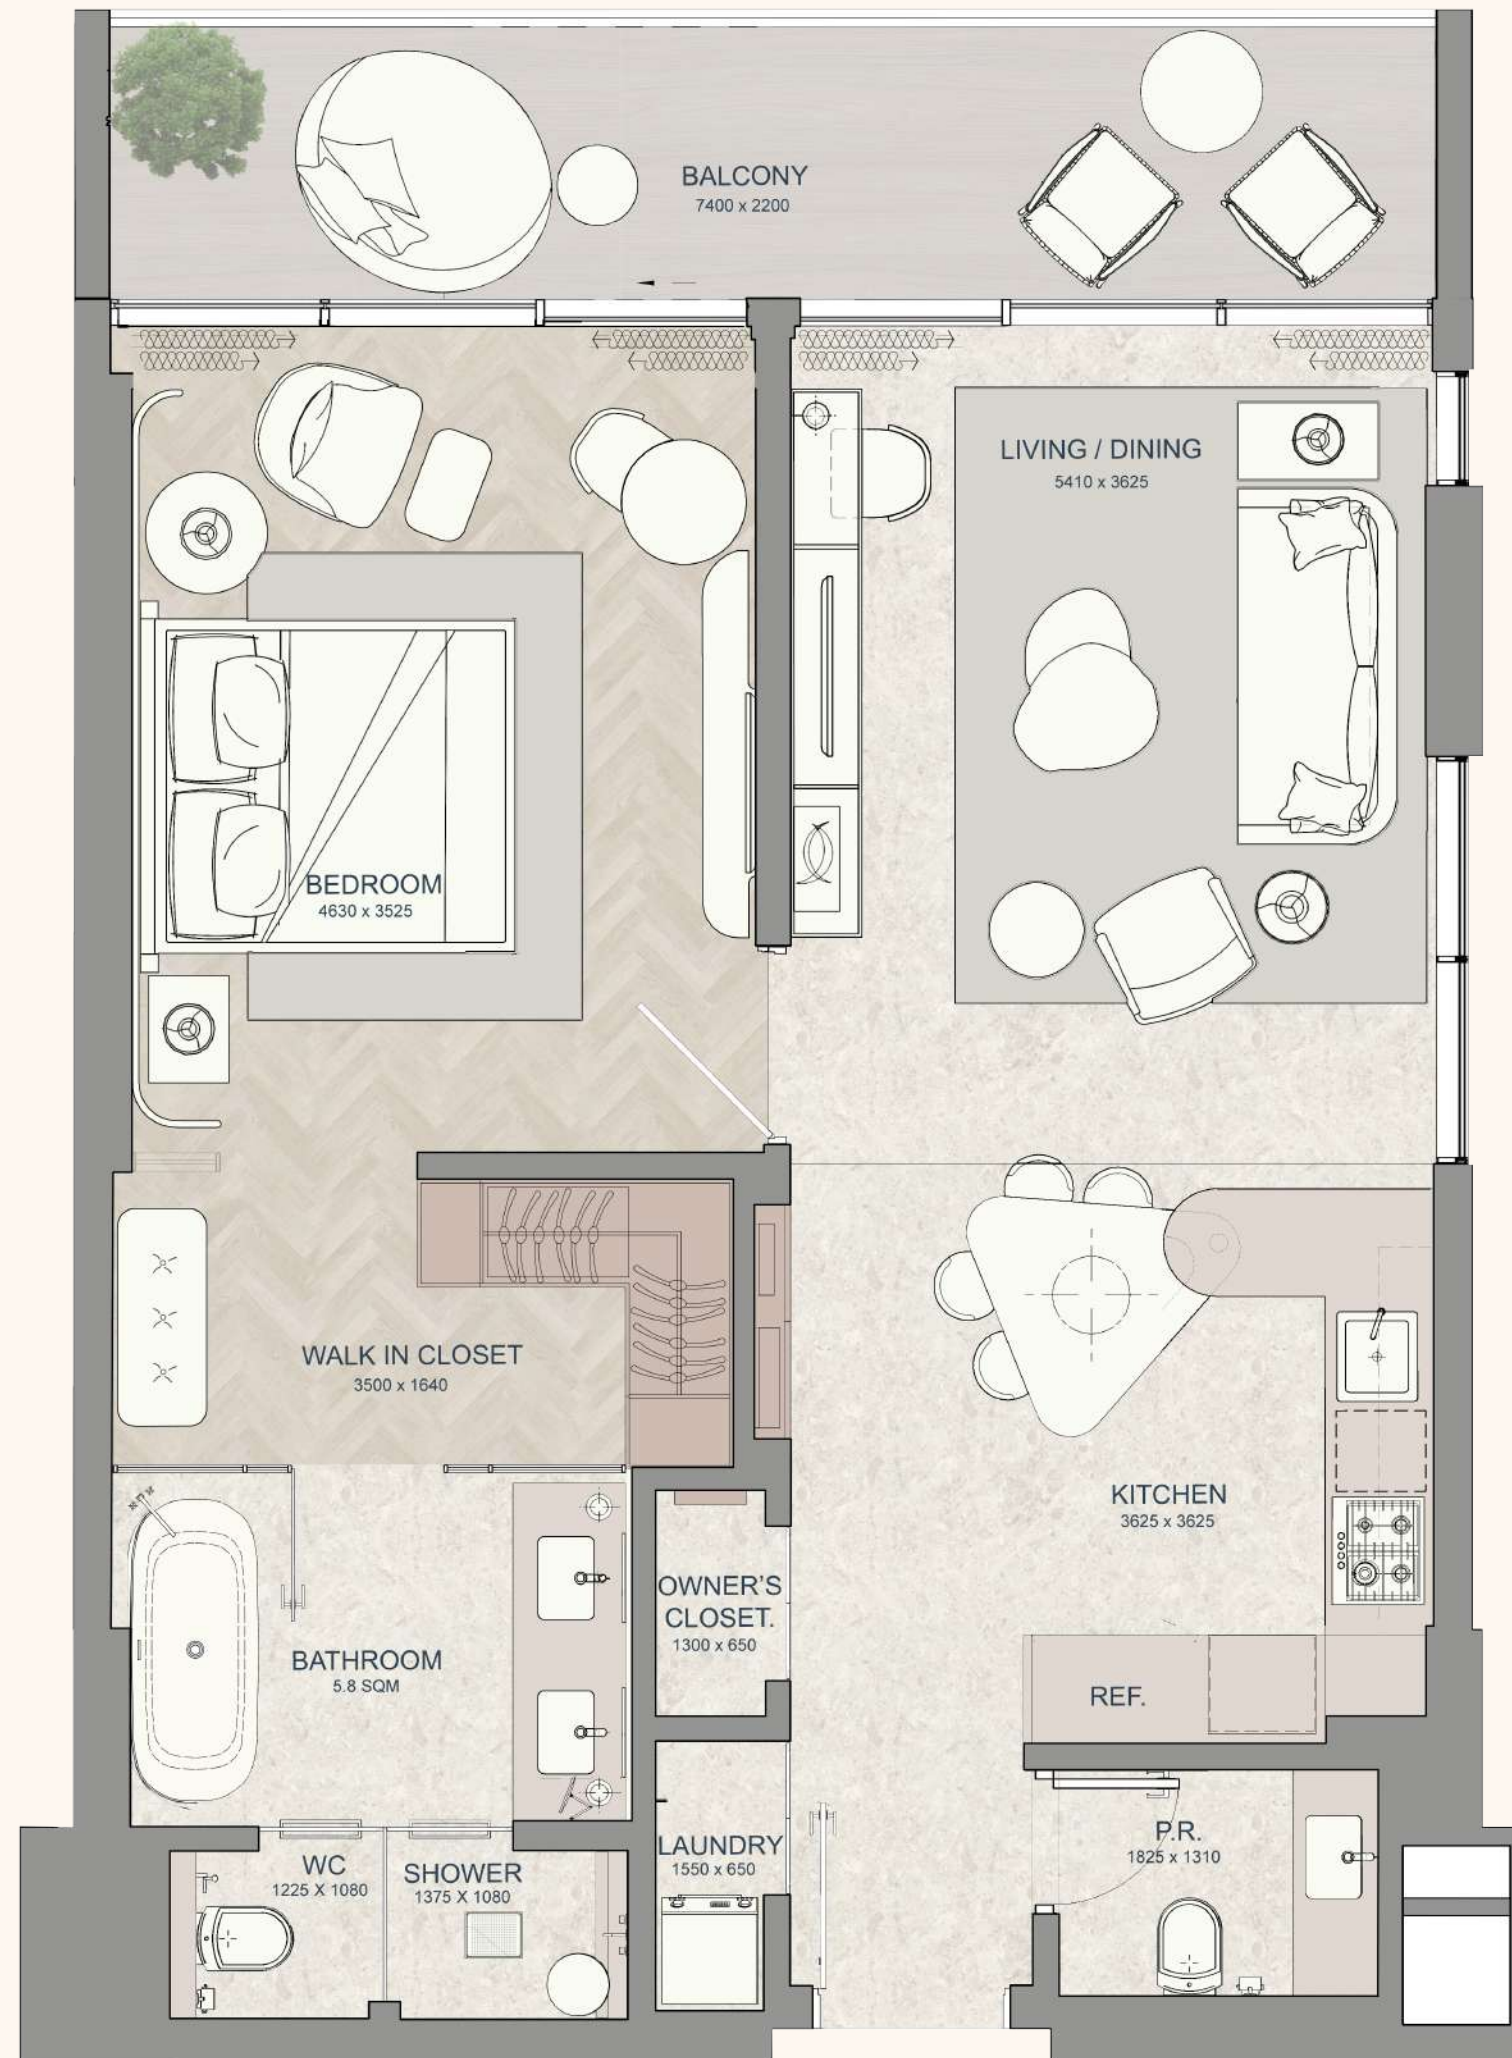 BALCONY
7400 x 2200
LIVING / DINING
5410 x 3625
BEDROOM
4630 x 3525
WALK IN CLOSET
3500 x 1640
KITCHEN
3625 x 3625
OWNER'S
CLOSET.
1300 x 650
BATHROOM
5.8 SQM
REF.
LAUNDRY
1550 x 650
P.R.
1825 x 1310
WC
1225 X 1080
SHOWER
1375 X 1080